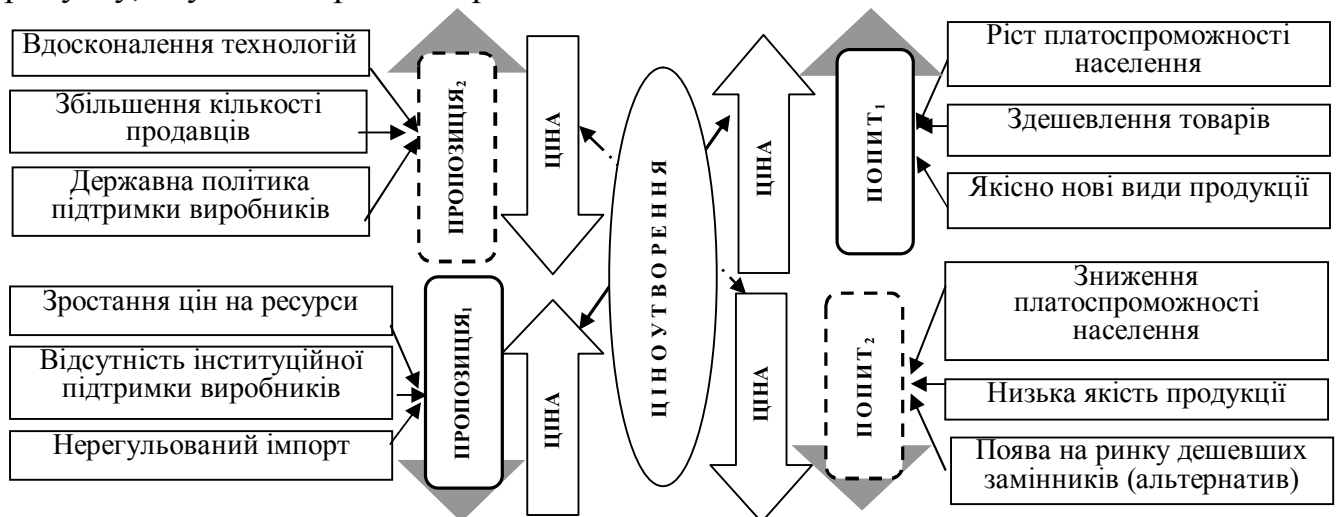 Вдосконалення технологій
Збільшення кількості
продавців
Державна політика
підтримки виробників
Зростання цін на ресурси
Відсутність інституційної
підтримки виробників
Нерегульований імпорт
ПРОПОЗИЦІЯ₂
ПРОПОЗИЦІЯ₁
ЦІНА
ЦІНА
ЦІНОУТВОРЕННЯ
ЦІНА
ЦІНА
ПОПИТ₁
ПОПИТ₂
Ріст платоспроможності
населення
Здешевлення товарів
Якісно нові види продукції
Зниження
платоспроможності
населення
Низька якість продукції
Поява на ринку дешевших
замінників (альтернатив)